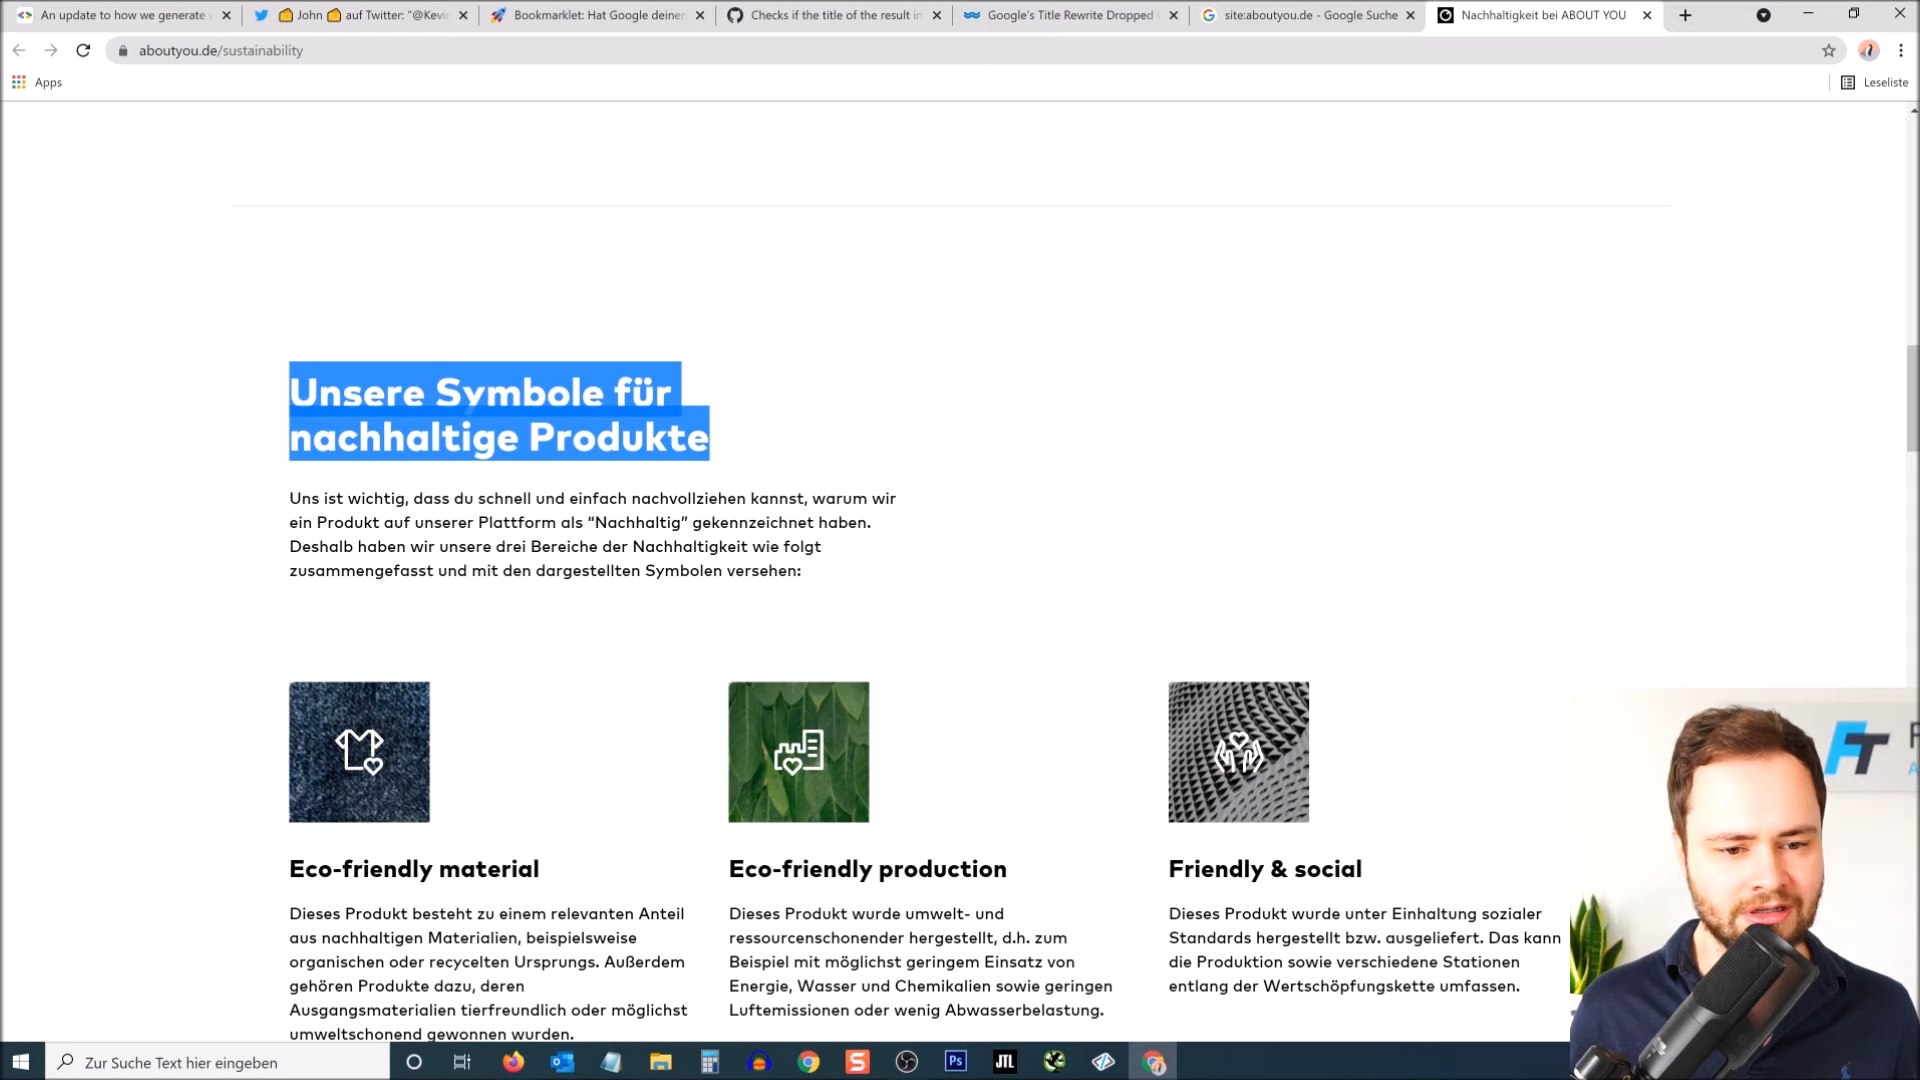 An update to how we generate
John auf Twitter: "@Kevi
Bookmarklet: Hat Google deine
Checks if the title of the result in
Google's Title Rewrite Dropped
site:aboutyou.de - Google Suche
Nachhaltigkeit bei ABOUT YOU
aboutyou.de/sustainability
Apps
Leseliste
Unsere Symbole für
nachhaltige Produkte
Uns ist wichtig, dass du schnell und einfach nachvollziehen kannst, warum wir
ein Produkt auf unserer Plattform als “Nachhaltig” gekennzeichnet haben.
Deshalb haben wir unsere drei Bereiche der Nachhaltigkeit wie folgt
zusammengefasst und mit den dargestellten Symbolen versehen:
Eco-friendly material
Dieses Produkt besteht zu einem relevanten Anteil
aus nachhaltigen Materialien, beispielsweise
organischen oder recycelten Ursprungs. Außerdem
gehören Produkte dazu, deren
Ausgangsmaterialien tierfreundlich oder möglichst
umweltschonend gewonnen wurden.
Eco-friendly production
Dieses Produkt wurde umwelt- und
ressourcenschonender hergestellt, d.h. zum
Beispiel mit möglichst geringem Einsatz von
Energie, Wasser und Chemikalien sowie geringen
Luftemissionen oder wenig Abwasserbelastung.
Friendly & social
Dieses Produkt wurde unter Einhaltung sozialer
Standards hergestellt bzw. ausgeliefert. Das kann
die Produktion sowie verschiedene Stationen
entlang der Wertschöpfungskette umfassen.
FT
Zur Suche Text hier eingeben
Ps
JTL